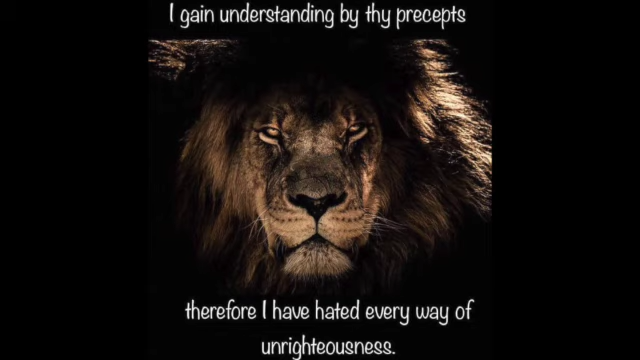 I gain understanding by thy precepts
therefore I have hated every way of
unrighteousness.